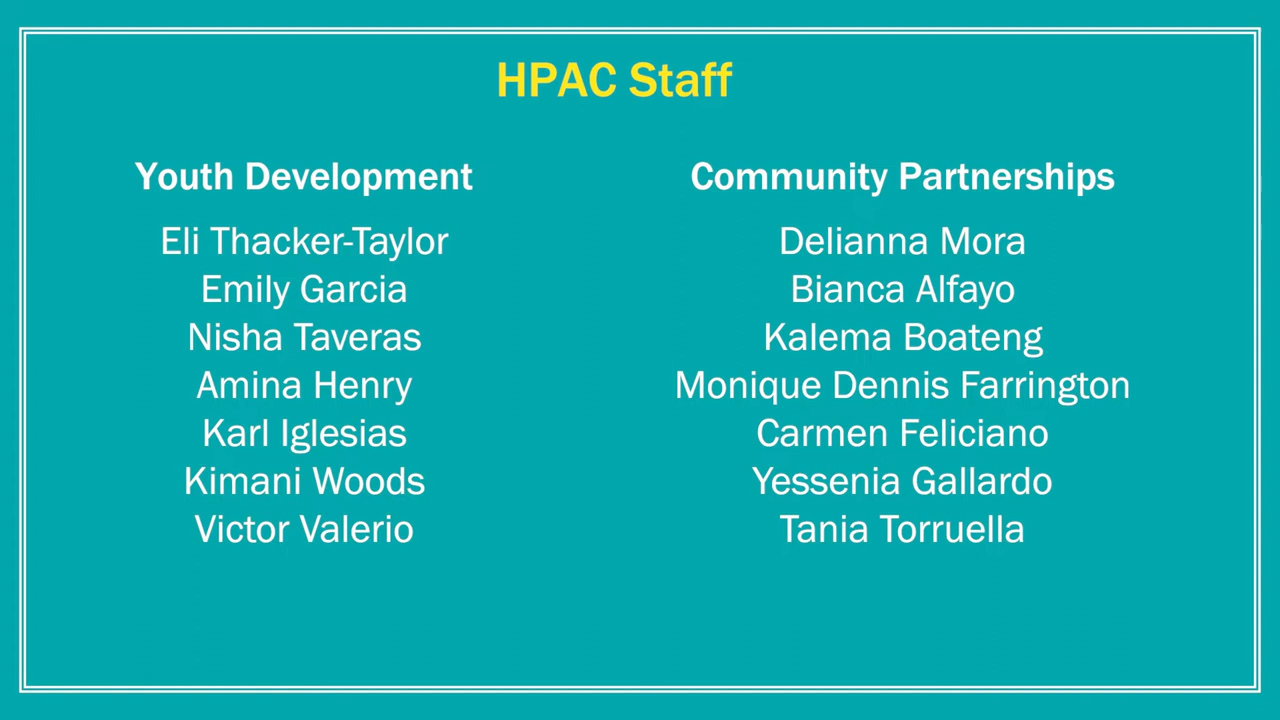 HPAC Staff
Youth Development
Eli Thacker-Taylor
Emily Garcia
Nisha Taveras
Amina Henry
Karl Iglesias
Kimani Woods
Victor Valerio
Community Partnerships
Delianna Mora
Bianca Alfayo
Kalema Boateng
Monique Dennis Farrington
Carmen Feliciano
Yessenia Gallardo
Tania Torruella